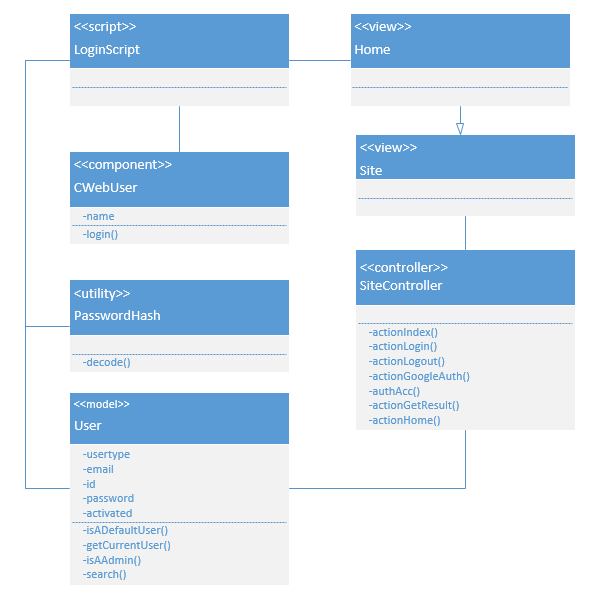 <<script>>
LoginScript
<<view>>
Home
<<component>>
CWebUser
-name
-login()
<<view>>
Site
<utility>>
PasswordHash
-decode()
<<controller>>
SiteController
-actionIndex()
-actionLogin()
-actionLogout()
-actionGoogleAuth()
-authAcc()
-actionGetResult()
-actionHome()
<<model>>
User
-usertype
-email
-id
-password
-activated
-isADefaultUser()
-getCurrentUser()
-isAAdmin()
-search()